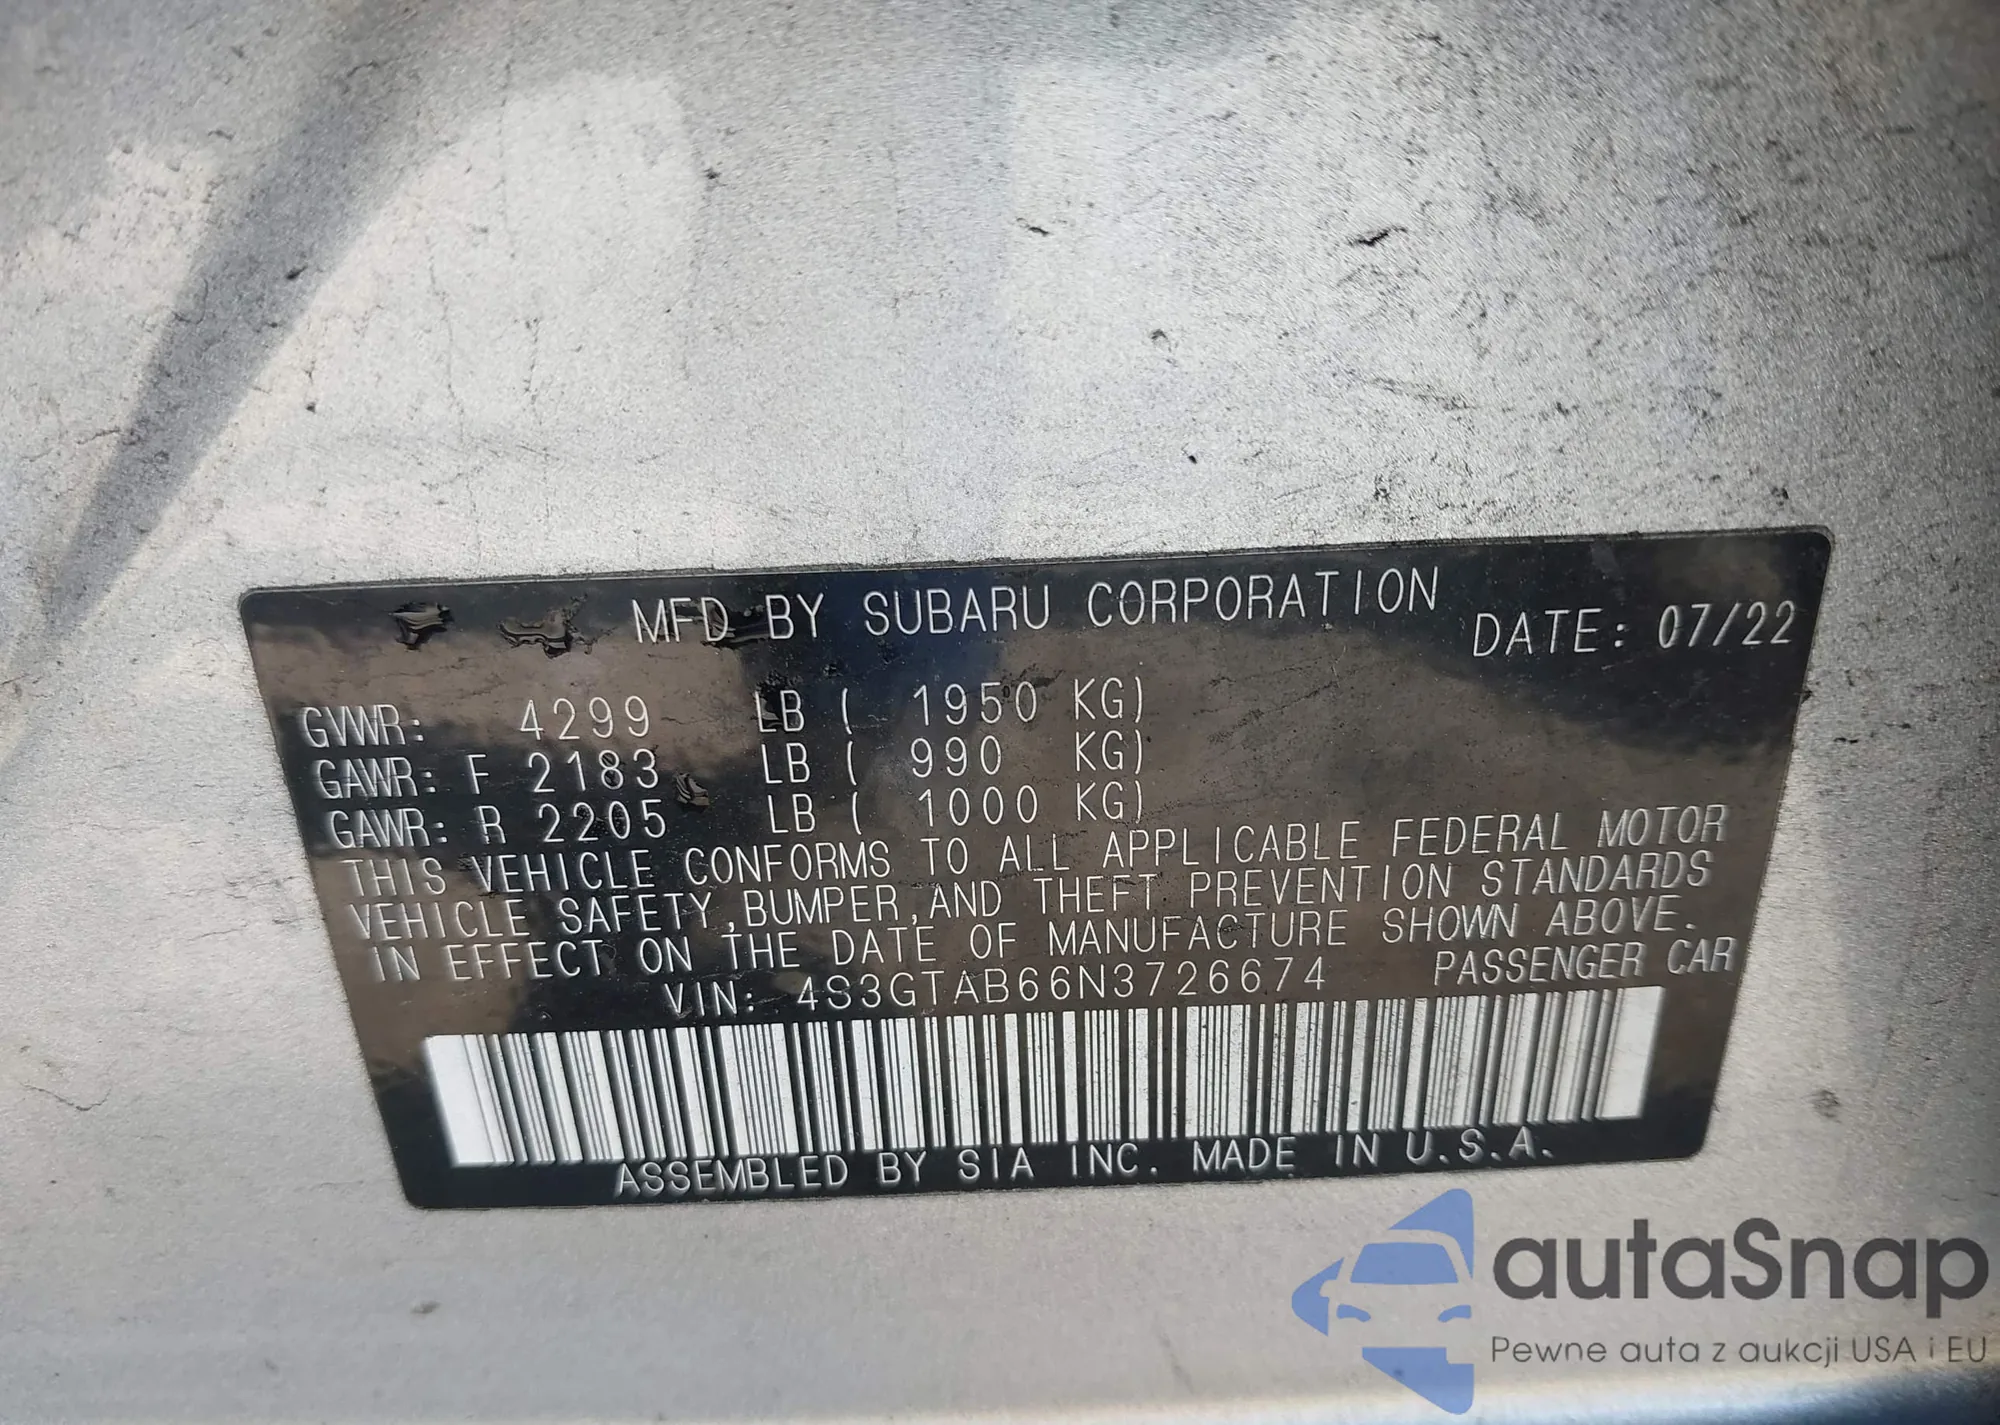 MFD BY SUBARU CORPORATION DATE: 07/22
GVWR: 4299 LB ( 1950 KG)
GAWR: F 2183 LB ( 990 KG)
GAWR: R 2205 LB ( 1000 KG)
THIS VEHICLE CONFORMS TO ALL APPLICABLE FEDERAL MOTOR
VEHICLE SAFETY,BUMPER,AND THEFT PREVENTION STANDARDS
IN EFFECT ON THE DATE OF MANUFACTURE SHOWN ABOVE.
VIN: 4S3GTAB66N3726674 PASSENGER CAR
ASSEMBLED BY SIA INC. MADE IN U.S.A.
autaSnap
Pewne auta z aukcji USA i EU